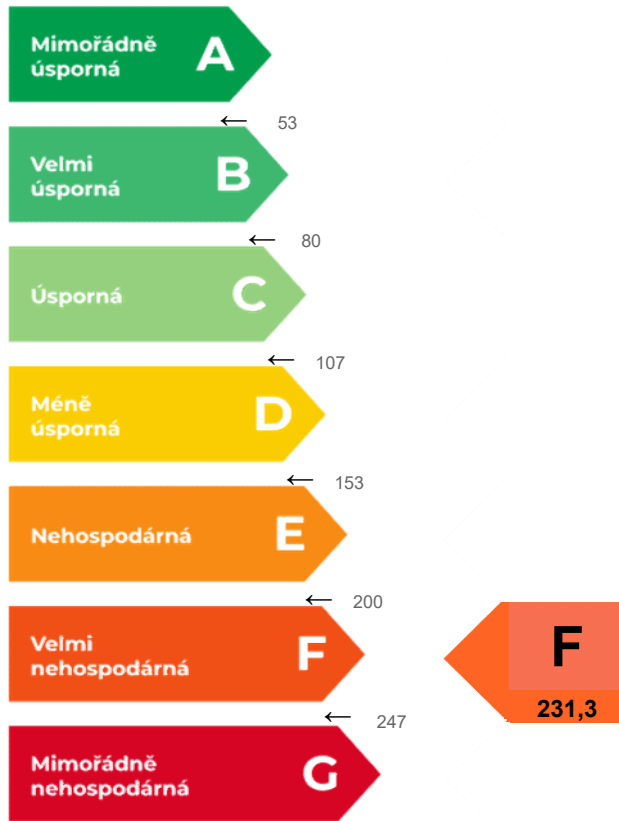 Mimořádně
úsporná
A
← 53
Velmi
úsporná
B
← 80
Úsporná
C
← 107
Méně
úsporná
D
← 153
Nehospodárná
E
← 200
Velmi
nehospodárná
F
F
231,3
← 247
Mimořádně
nehospodárná
G